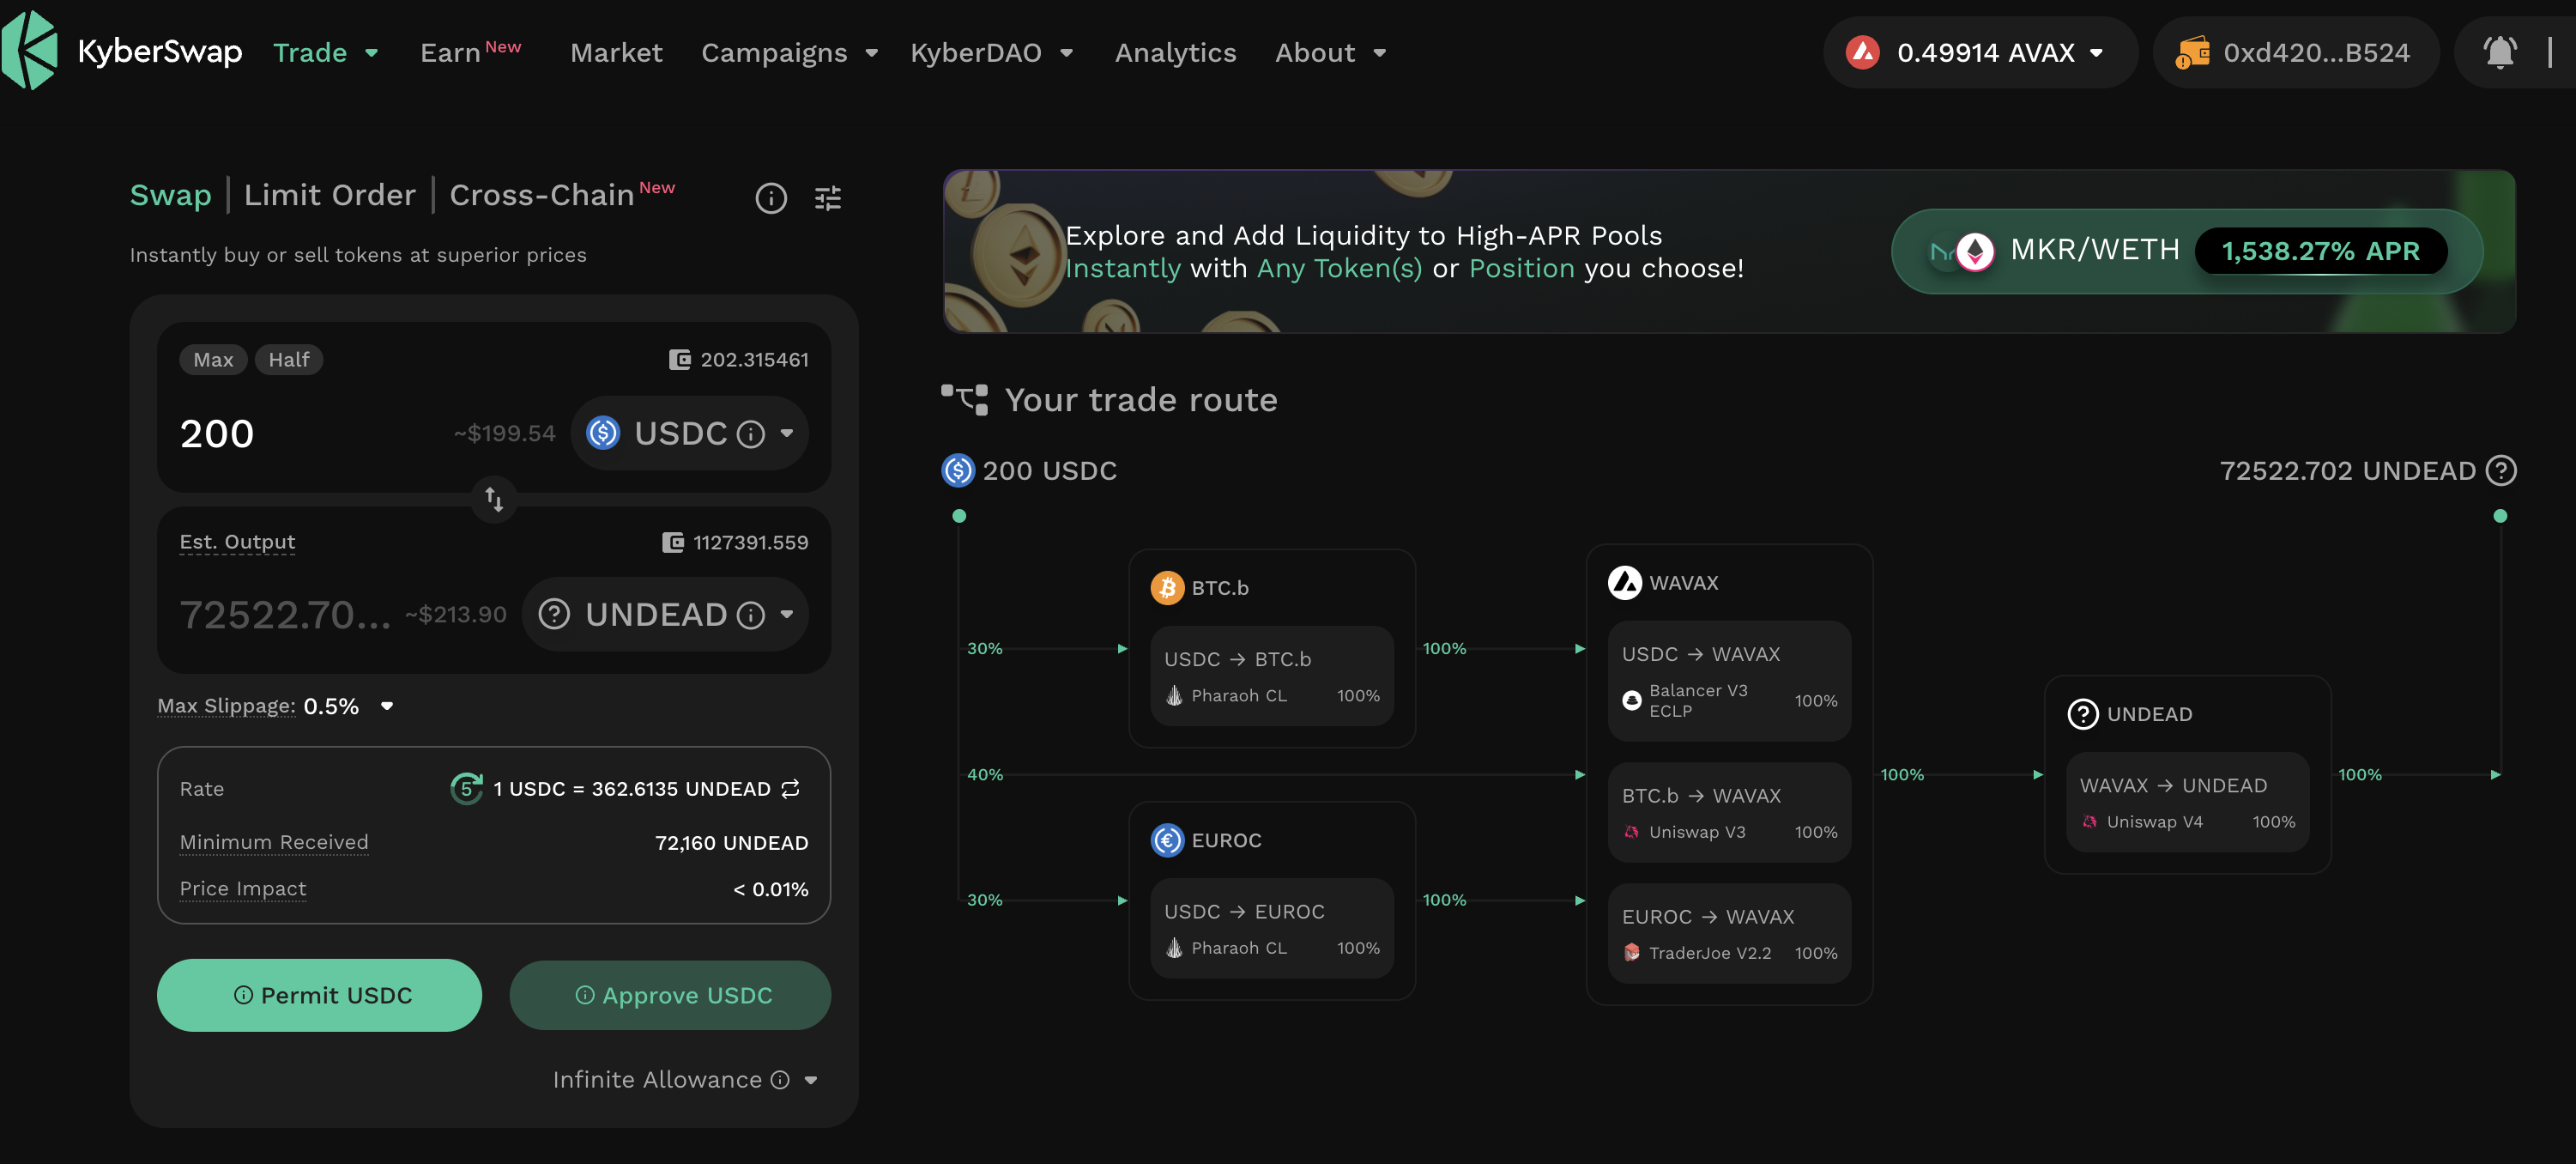 KyberSwap Trade Earn New Market Campaigns KyberDAO Analytics About 0.49914 AVAX 0xd420...B524
Swap | Limit Order | Cross-Chain New
Instantly buy or sell tokens at superior prices
Max Half 202.315461
200 ~$199.54 USDC
Est. Output 1127391.559
72522.70... ~$213.90 UNDEAD
Max Slippage: 0.5%
Rate 5 1 USDC = 362.6135 UNDEAD
Minimum Received 72,160 UNDEAD
Price Impact < 0.01%
Permit USDC Approve USDC
Infinite Allowance
Explore and Add Liquidity to High-APR Pools
Instantly with Any Token(s) or Position you choose!
MKR/WETH 1,538.27% APR
Your trade route
200 USDC 72522.702 UNDEAD
30%
BTC.b
USDC → BTC.b
Pharaoh CL 100%
100%
40%
30%
EUROC
USDC → EUROC
Pharaoh CL 100%
100%
WAVAX
USDC → WAVAX
Balancer V3
ECLP
100%
BTC.b → WAVAX
Uniswap V3 100%
EUROC → WAVAX
TraderJoe V2.2 100%
100%
UNDEAD
WAVAX → UNDEAD
Uniswap V4 100%
100%